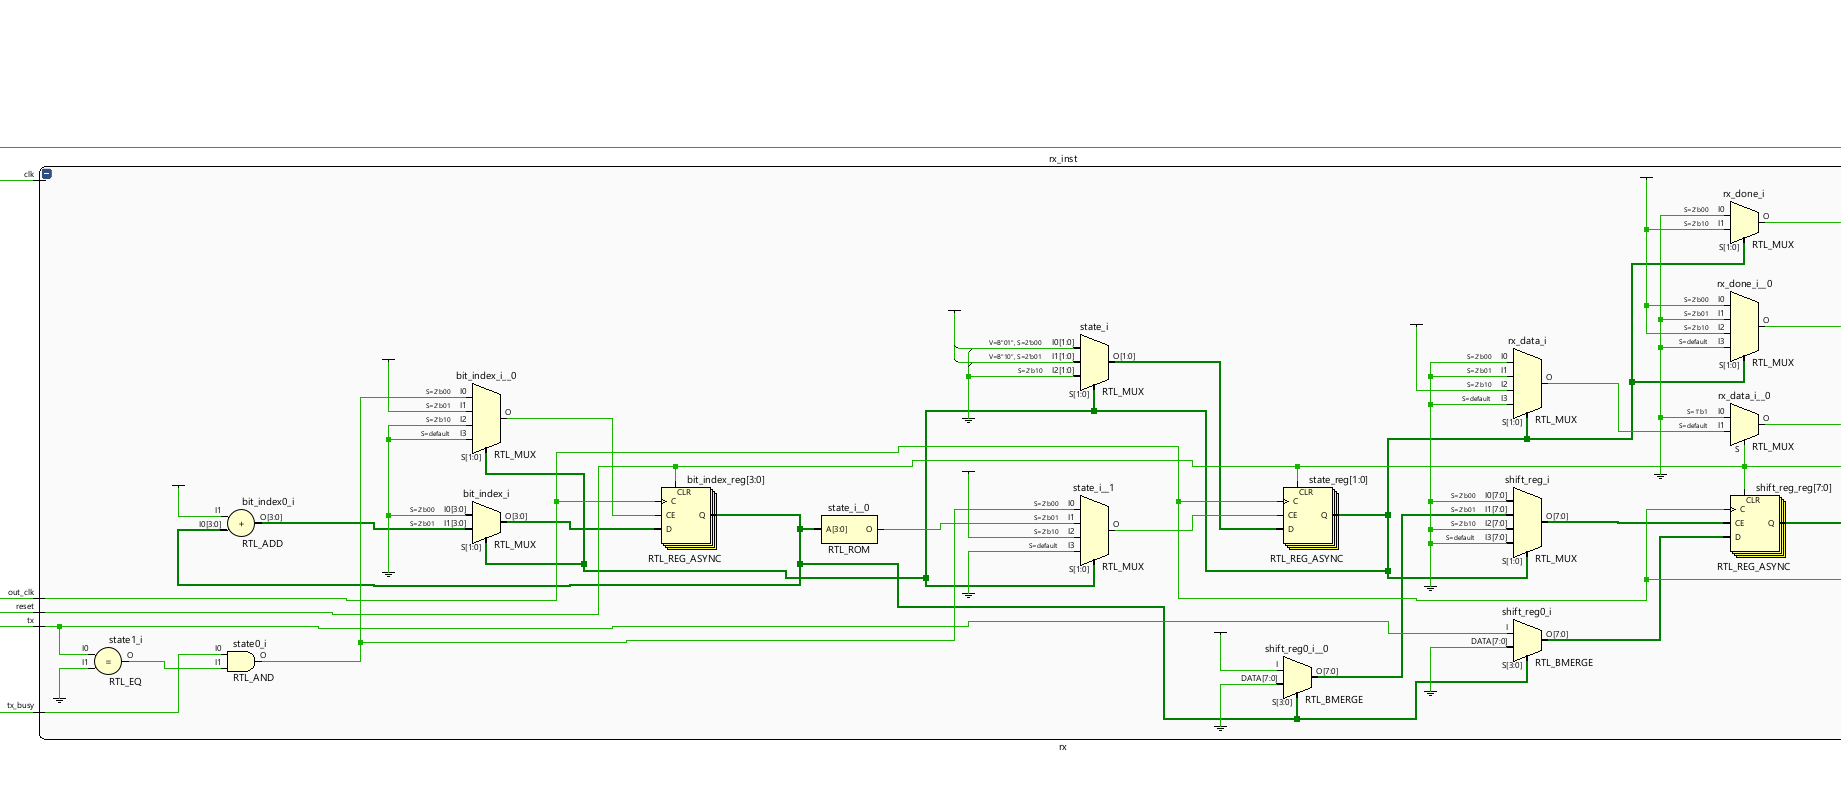 rx_inst
clk
rx_done_i
S=2'b00 I0
S=2'b10 I1
O
S[1:0]
RTL_MUX
rx_done_i__0
S=2'b00 I0
S=2'b01 I1
S=2'b10 I2
S=default I3
O
S[1:0]
RTL_MUX
state_i
V=B"01", S=2'b00 I0[1:0]
V=B"10", S=2'b01 I1[1:0]
S=2'b10 I2[1:0]
O[1:0]
S[1:0]
RTL_MUX
rx_data_i
S=2'b00 I0
S=2'b01 I1
S=2'b10 I2
S=default I3
O
S[1:0]
RTL_MUX
bit_index_i__0
S=2'b00 I0
S=2'b01 I1
S=2'b10 I2
S=default I3
O
S[1:0]
RTL_MUX
rx_data_i__0
S=1'b1 I0
S=default I1
O
S
RTL_MUX
bit_index0_i
I1
I0[3:0]
+
O[3:0]
RTL_ADD
bit_index_i
S=2'b00 I0[3:0]
S=2'b01 I1[3:0]
O[3:0]
S[1:0]
RTL_MUX
bit_index_reg[3:0]
CLR
C
CE
D
Q
RTL_REG_ASYNC
state_i__0
A[3:0] O
RTL_ROM
state_i__1
S=2'b00 I0
S=2'b01 I1
S=2'b10 I2
S=default I3
O
S[1:0]
RTL_MUX
state_reg[1:0]
CLR
C
CE
D
Q
RTL_REG_ASYNC
shift_reg_i
S=2'b00 I0[7:0]
S=2'b01 I1[7:0]
S=2'b10 I2[7:0]
S=default I3[7:0]
O[7:0]
S[1:0]
RTL_MUX
shift_reg_reg[7:0]
CLR
C
CE
D
Q
RTL_REG_ASYNC
out_clk
reset
tx
state1_i
I0
I1
=
O
RTL_EQ
state0_i
I0
I1
O
RTL_AND
shift_reg0_i__0
I
DATA[7:0]
O[7:0]
S[3:0]
RTL_BMERGE
shift_reg0_i
I
DATA[7:0]
O[7:0]
S[3:0]
RTL_BMERGE
tx_busy
rx